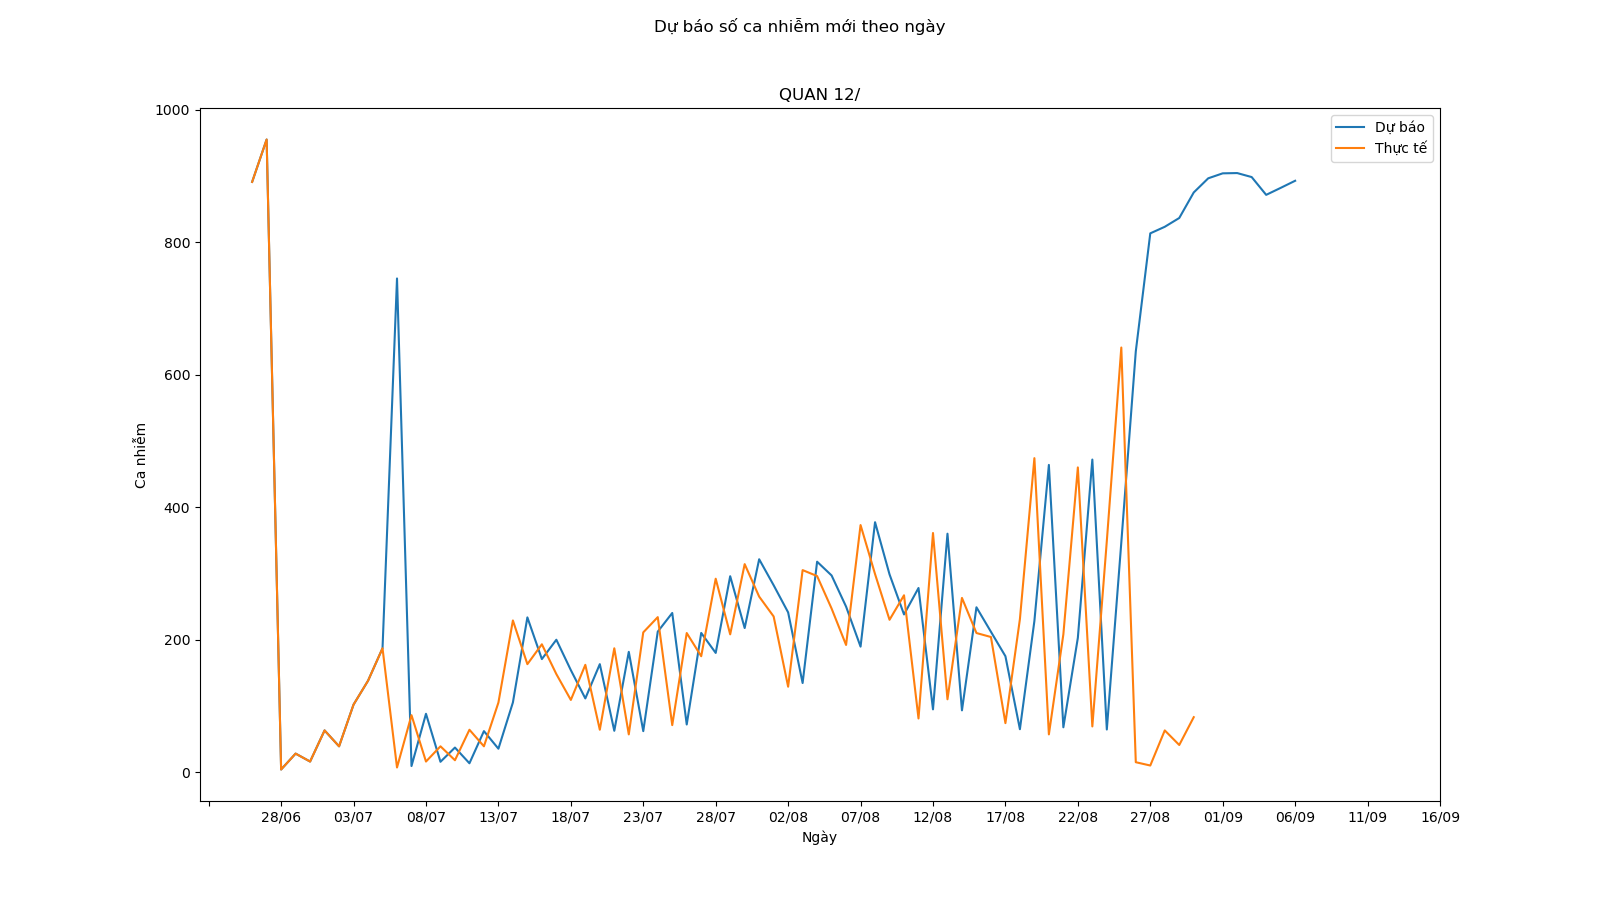 Dự báo số ca nhiễm mới theo ngày
QUAN 12/
Dự báo
Thực tế
1000
800
600
400
200
0
Ca nhiễm
28/06 03/07 08/07 13/07 18/07 23/07 28/07 02/08 07/08 12/08 17/08 22/08 27/08 01/09 06/09 11/09 16/09
Ngày